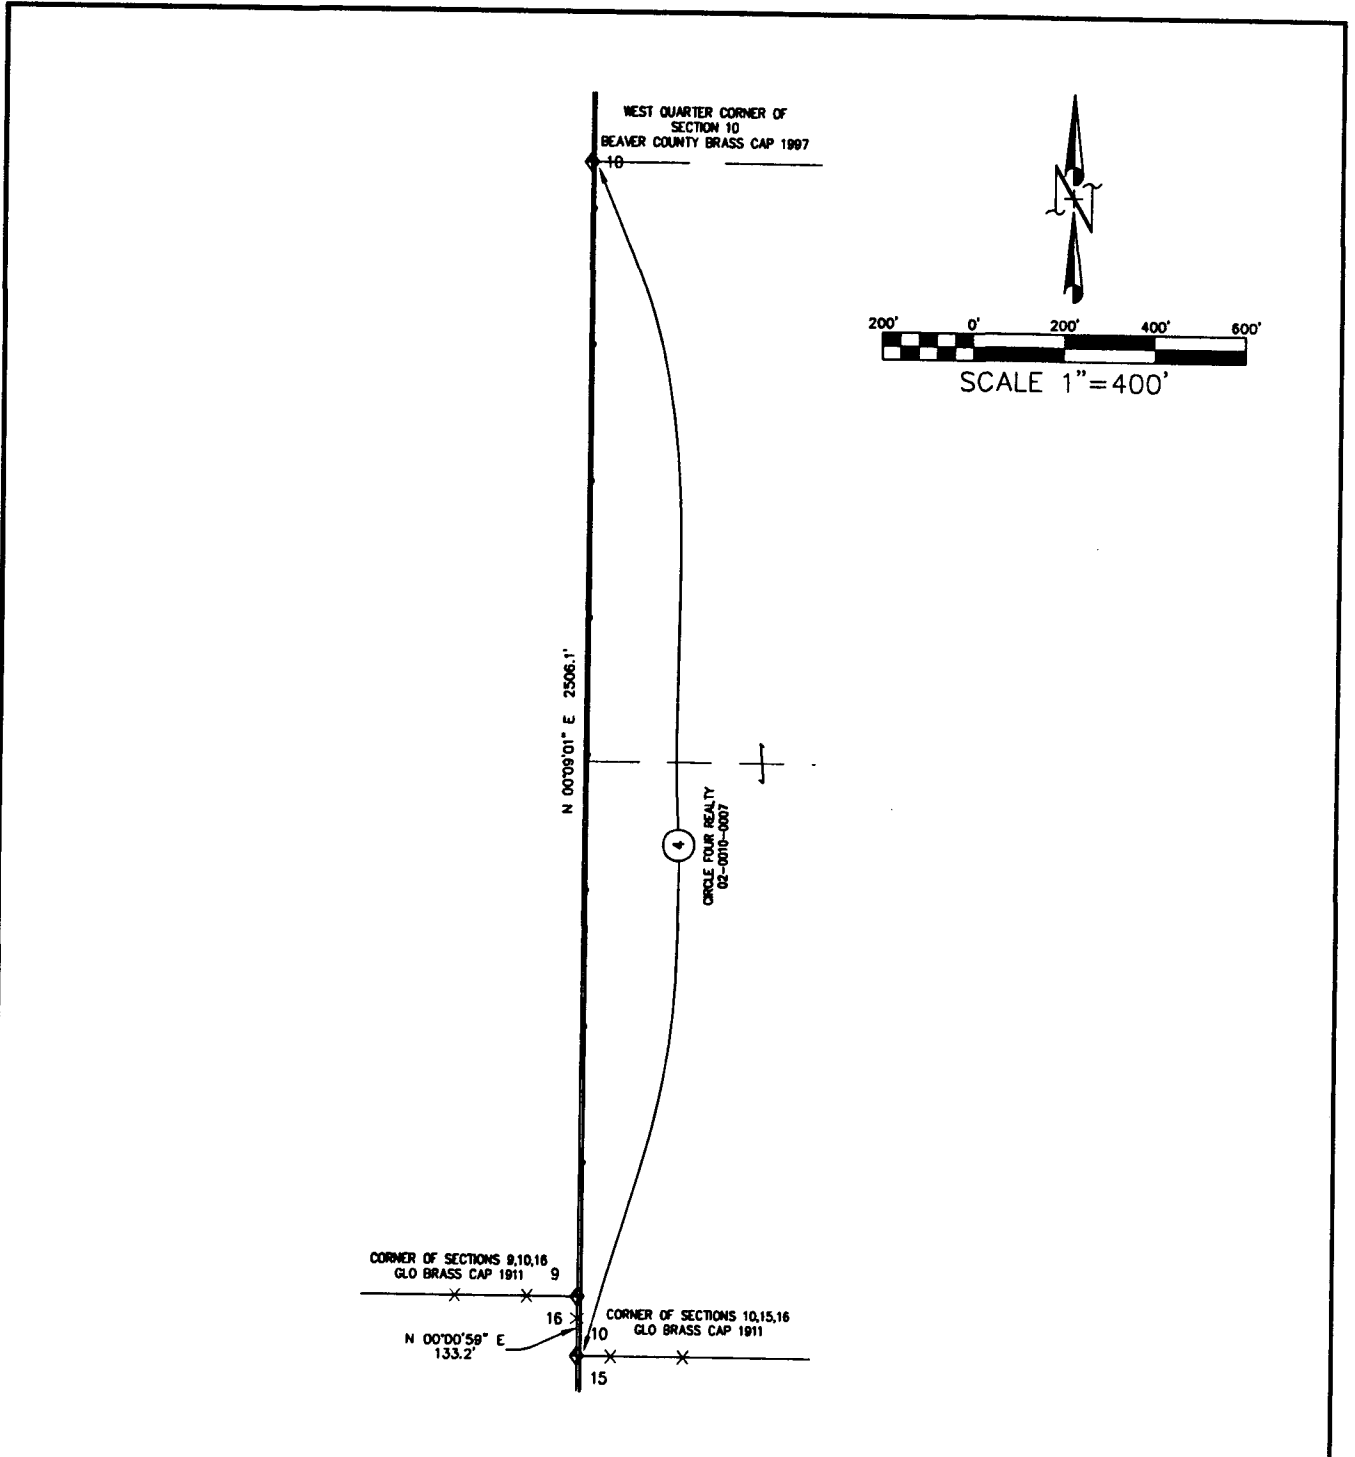 WEST QUARTER CORNER OF
SECTION 10
BEAVER COUNTY BRASS CAP 1997
10
N
200' 0' 200' 400' 600'
SCALE 1"=400'
N 00°09'01" E 2506.1'
4
CIRCLE FOUR REALTY
02-0010-0007
CORNER OF SECTIONS 9,10,16
GLO BRASS CAP 1911
9
16
10
CORNER OF SECTIONS 10,15,16
GLO BRASS CAP 1911
N 00°00'59" E
133.2'
15